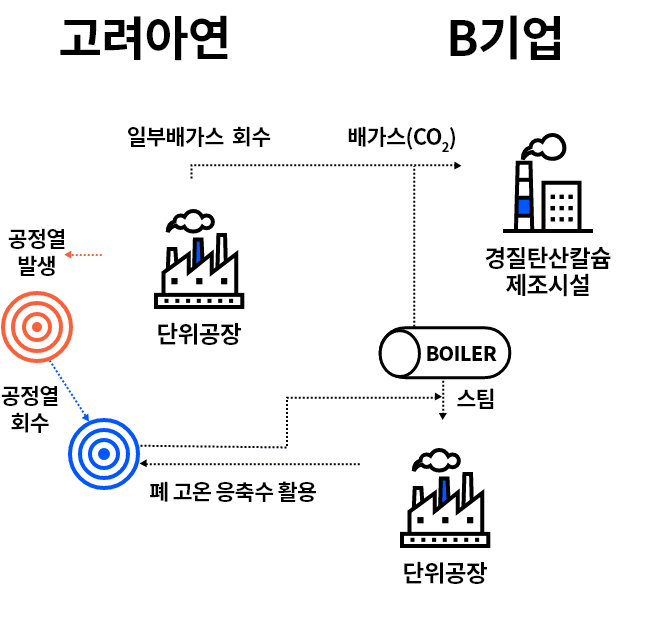 고려아연
B기업
일부배가스 회수
배가스(CO2)
공정열
발생
경질탄산칼슘
제조시설
단위공장
BOILER
공정열
회수
스팀
폐 고온 응축수 활용
단위공장